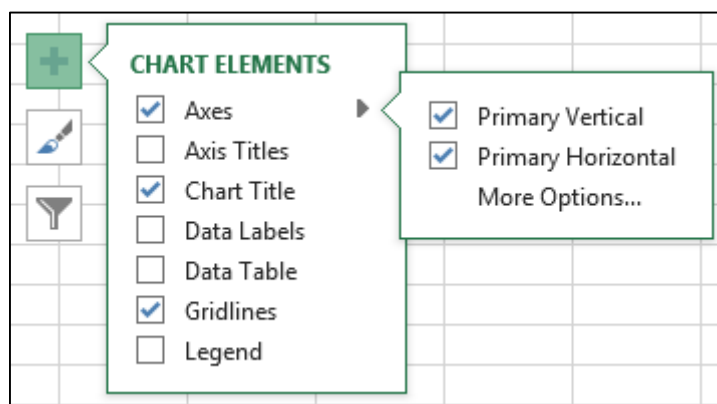 CHART ELEMENTS
Axes
Axis Titles
Chart Title
Data Labels
Data Table
Gridlines
Legend
Primary Vertical
Primary Horizontal
More Options...